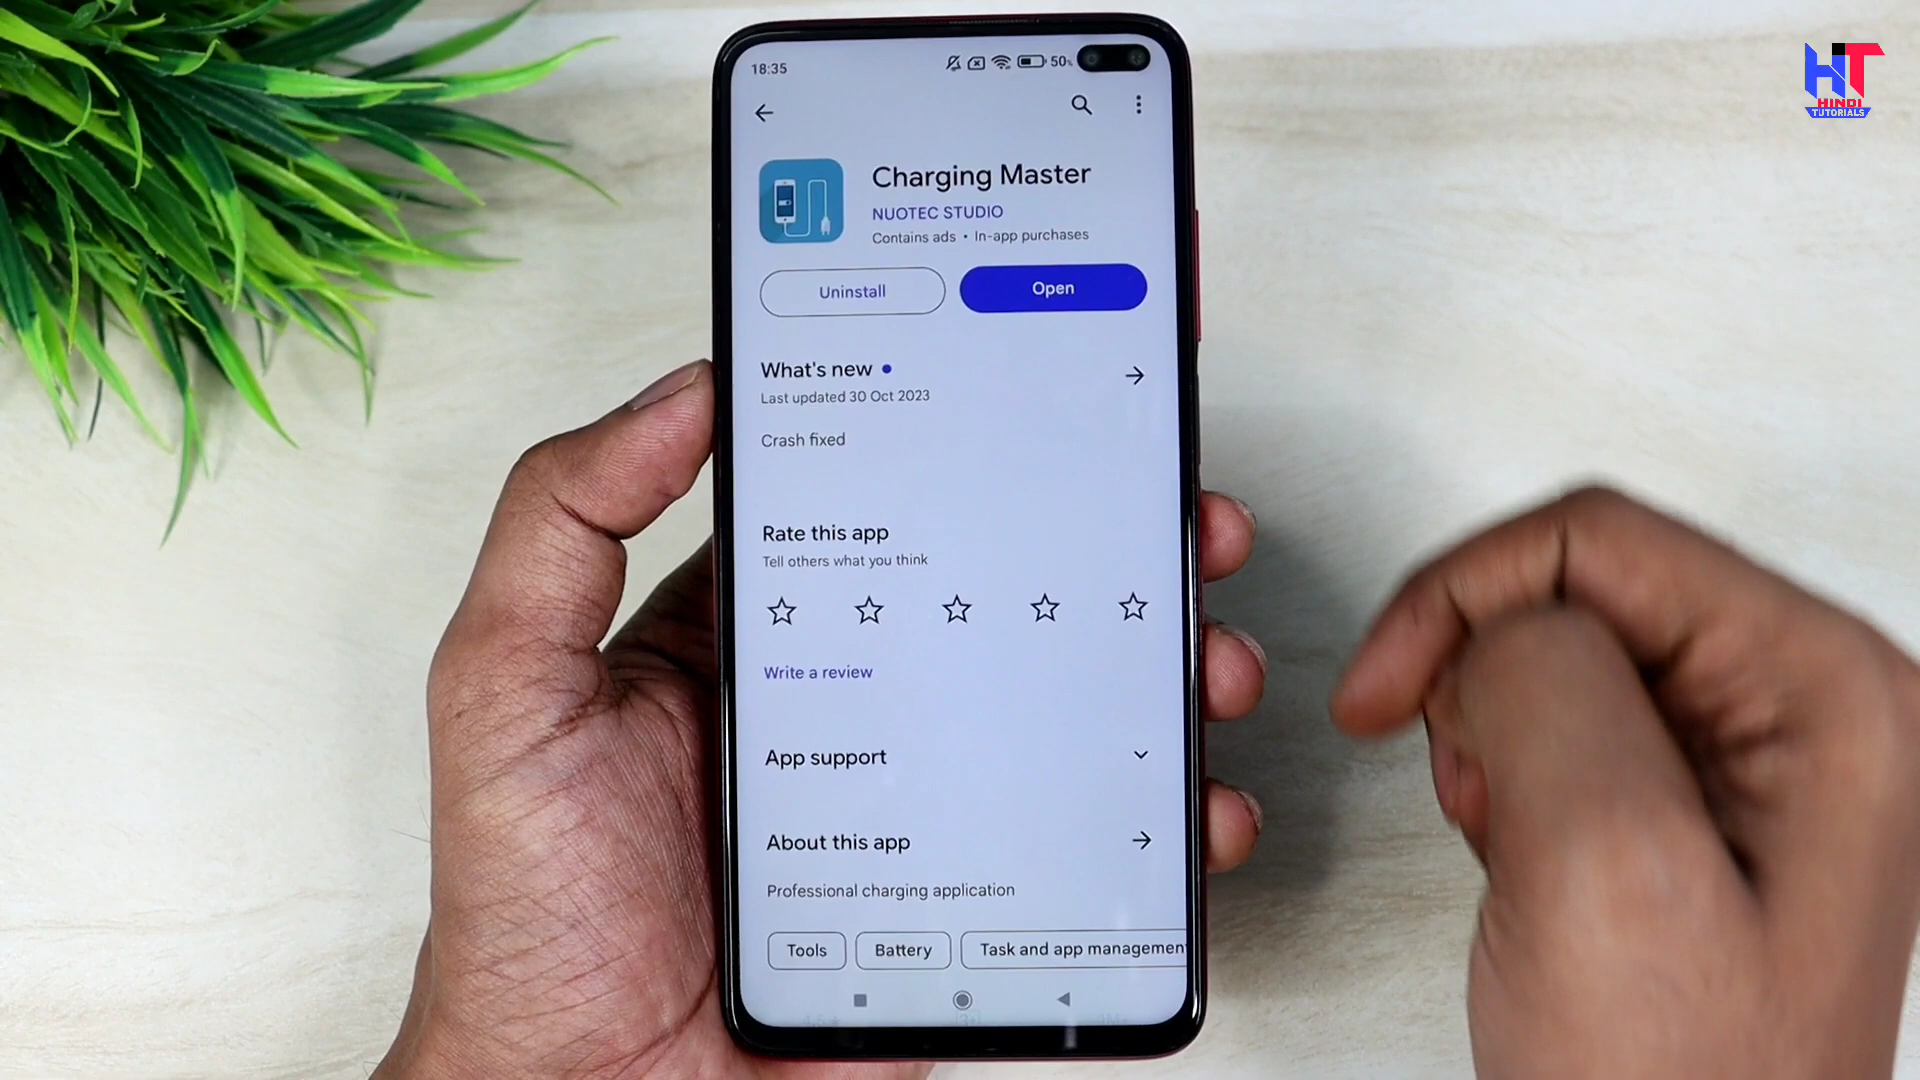 18:35
50%
HT
HINDI
TUTORIALS
Charging Master
NUOTEC STUDIO
Contains ads • In-app purchases
Uninstall
Open
What's new
Last updated 30 Oct 2023
Crash fixed
Rate this app
Tell others what you think
Write a review
App support
About this app
Professional charging application
Tools
Battery
Task and app management